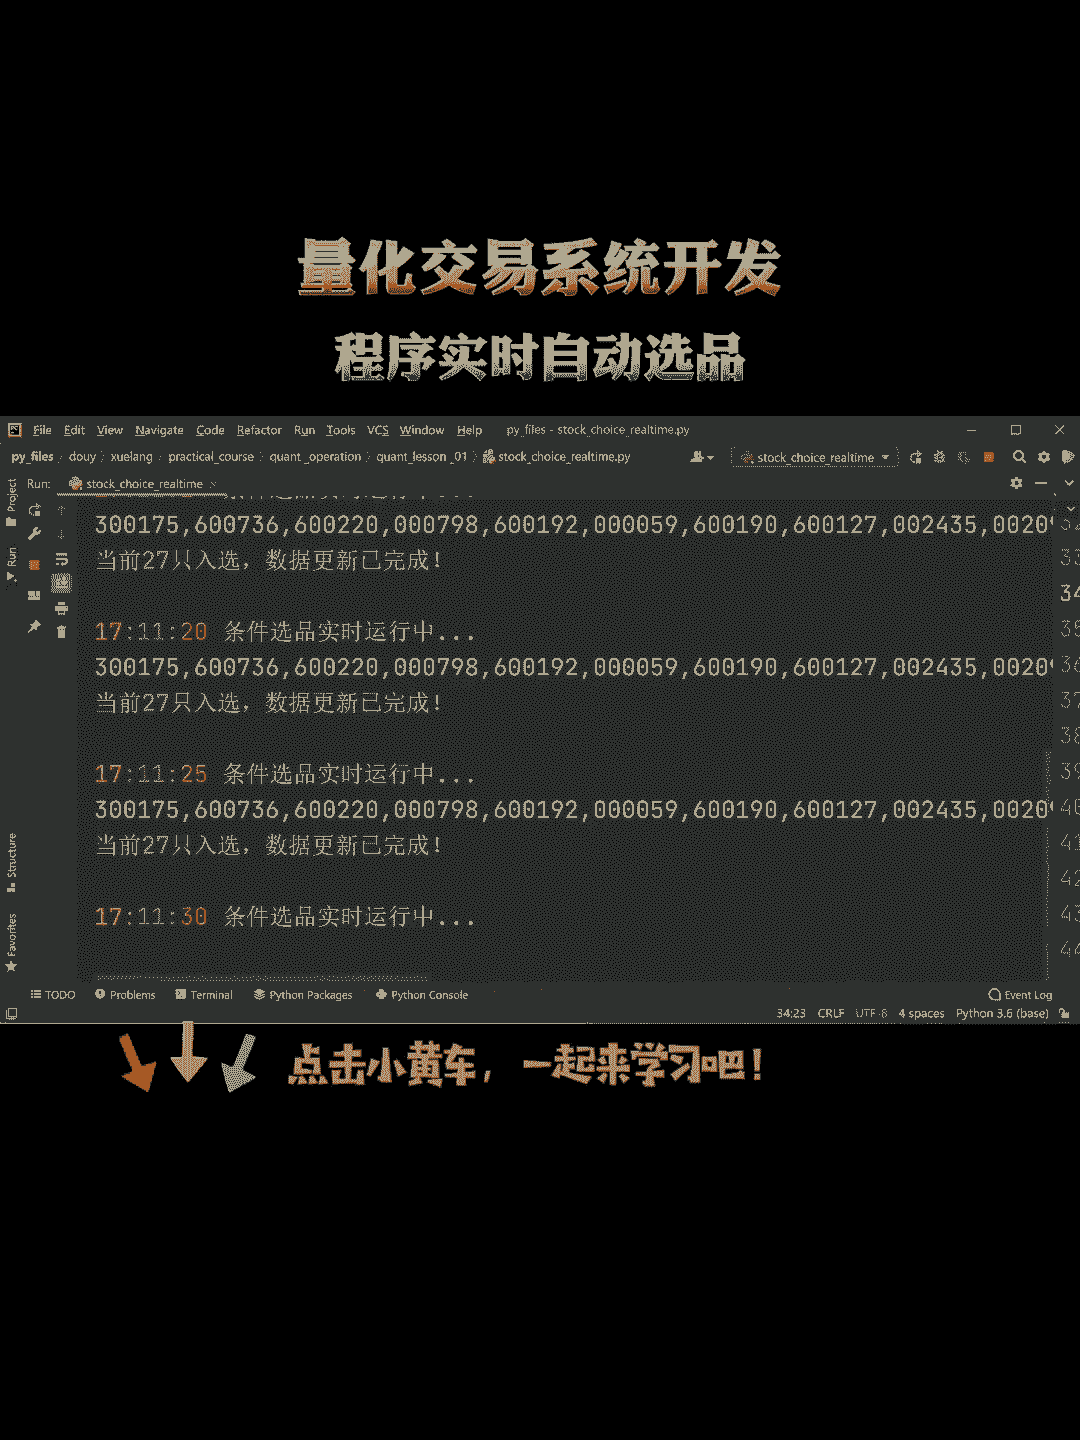 量化交易系统开发
程序实时自动选品
File Edit View Navigate Code Refactor Run Tools VCS Window Help py_files - stock_choice_realtime.py
py_files douy xuelang practical_course quant_operation quant_lesson_01 stock_choice_realtime.py stock_choice_realtime
Run: stock_choice_realtime
Project
Run
Structure
Favorites
300175,600736,600220,000798,600192,000059,600190,600127,002435,0020
当前27只入选，数据更新已完成!
17:11:20 条件选品实时运行中...
300175,600736,600220,000798,600192,000059,600190,600127,002435,0020
当前27只入选，数据更新已完成!
17:11:25 条件选品实时运行中...
300175,600736,600220,000798,600192,000059,600190,600127,002435,0020
当前27只入选，数据更新已完成!
17:11:30 条件选品实时运行中...
33
34
35
36
37
38
39
40
41
42
43
44
TODO Problems Terminal Python Packages Python Console Event Log
34:23 CRLF UTF-8 4 spaces Python 3.6 (base)
点击小黄车，一起来学习吧！